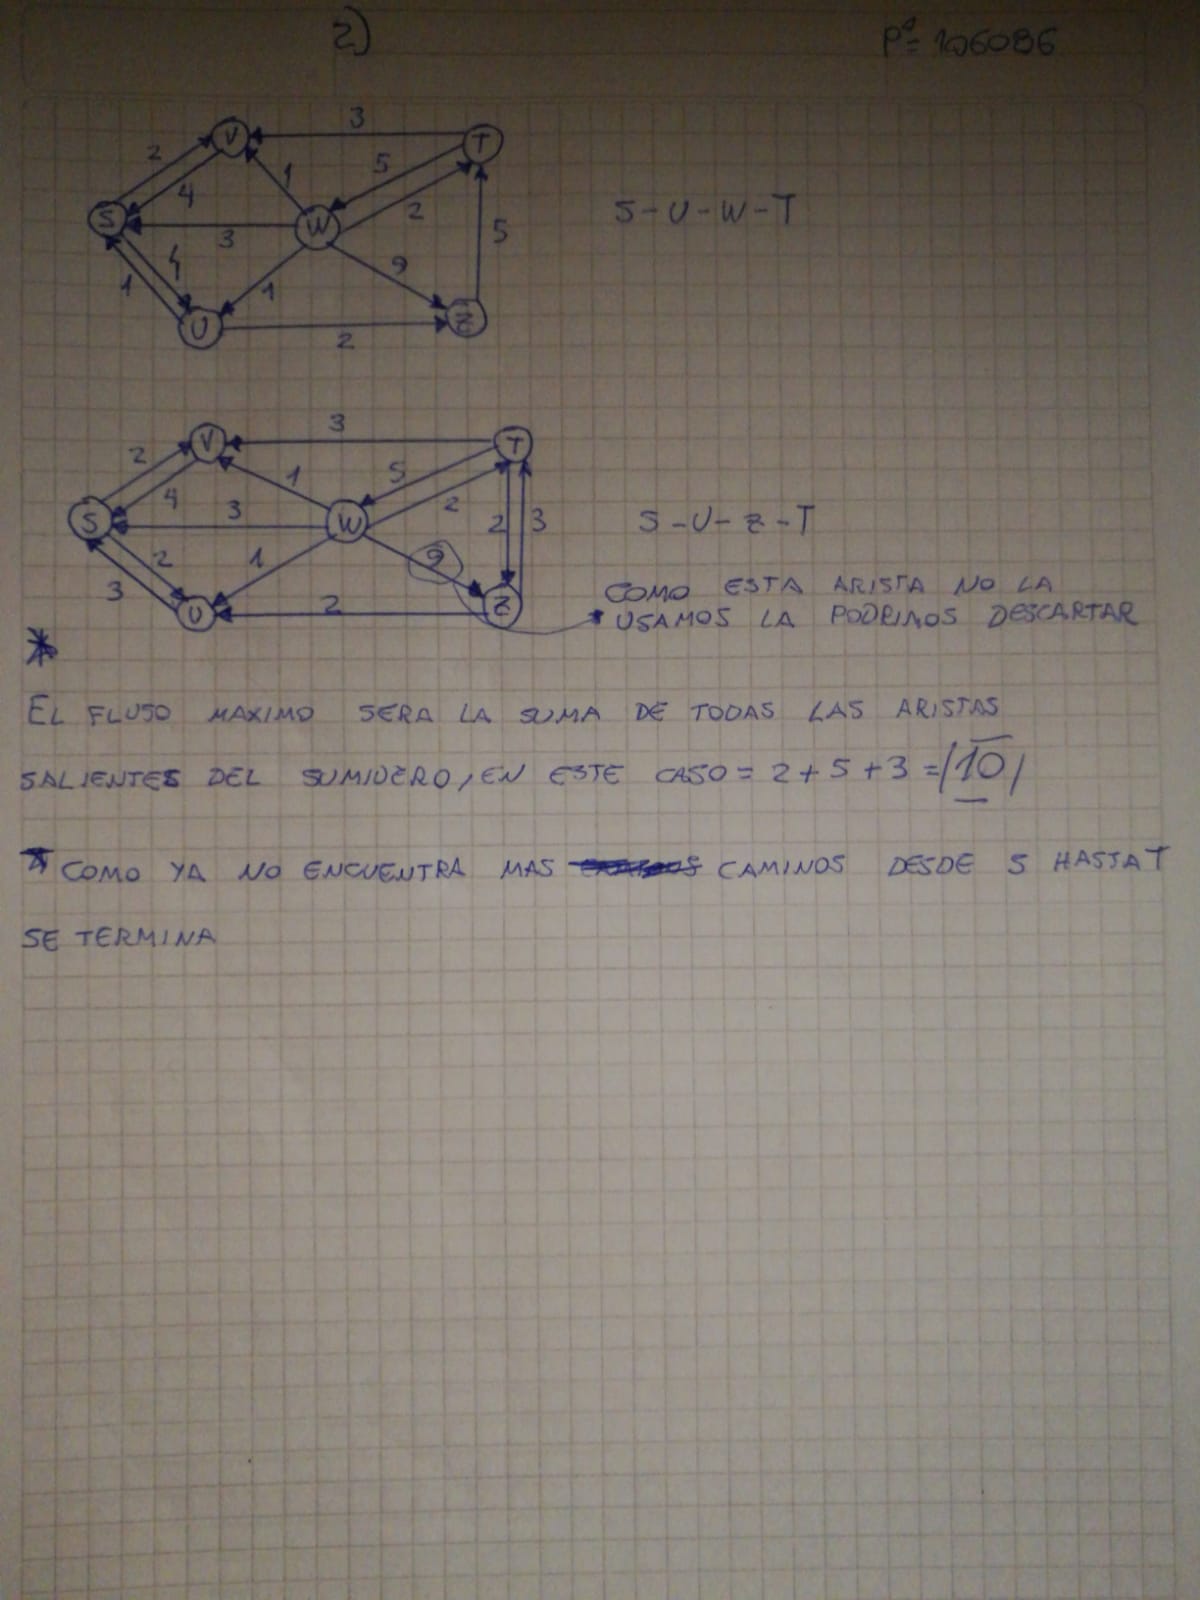 2)
Pº= 106086
3
V
T
2
5
1
4
S
W
2
S-U-W-T
3
5
4
9
1
1
U
Z
2
3
V
T
2
1
5
4
3
2
S
W
2
3
S-U-Z-T
2
1
9
3
COMO ESTA ARISTA NO LA
U
2
Z
USAMOS LA PODRIAOS DESCARTAR
*
EL FLUJO MAXIMO SERA LA SUMA DE TODAS LAS ARISTAS
SALIENTES DEL SUMIDERO, EN ESTE CASO = 2+5+3 = |10|
* COMO YA NO ENCUENTRA MAS CAMINOS DESDE S HASTA T
SE TERMINA